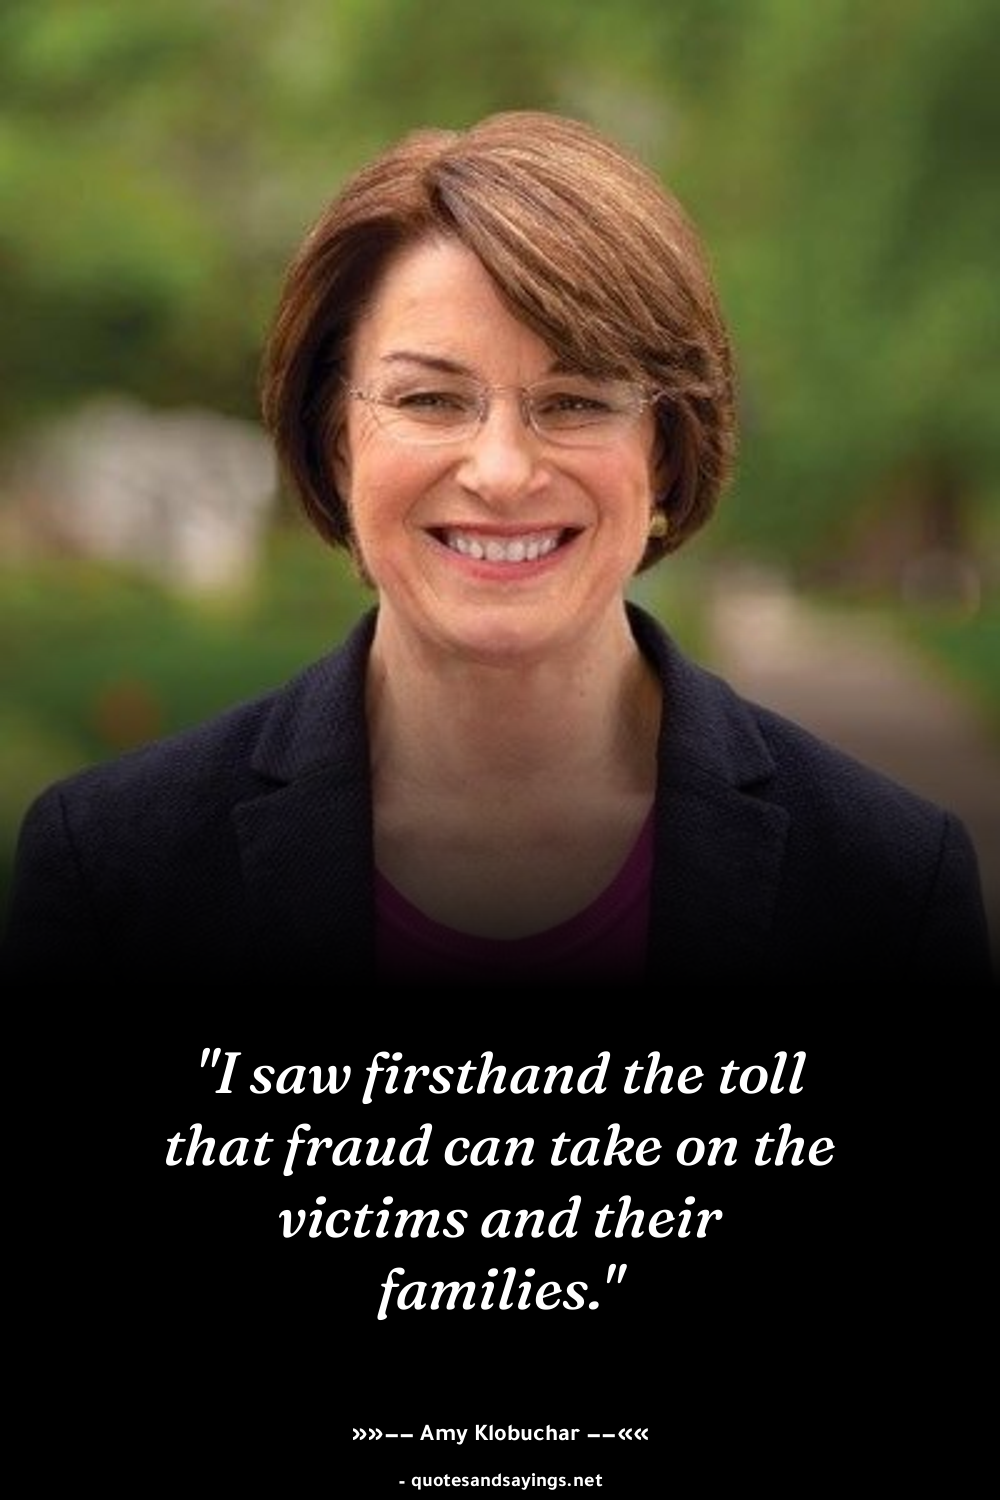 "I saw firsthand the toll
that fraud can take on the
victims and their
families."
»»–– Amy Klobuchar ––««
- quotesandsayings.net